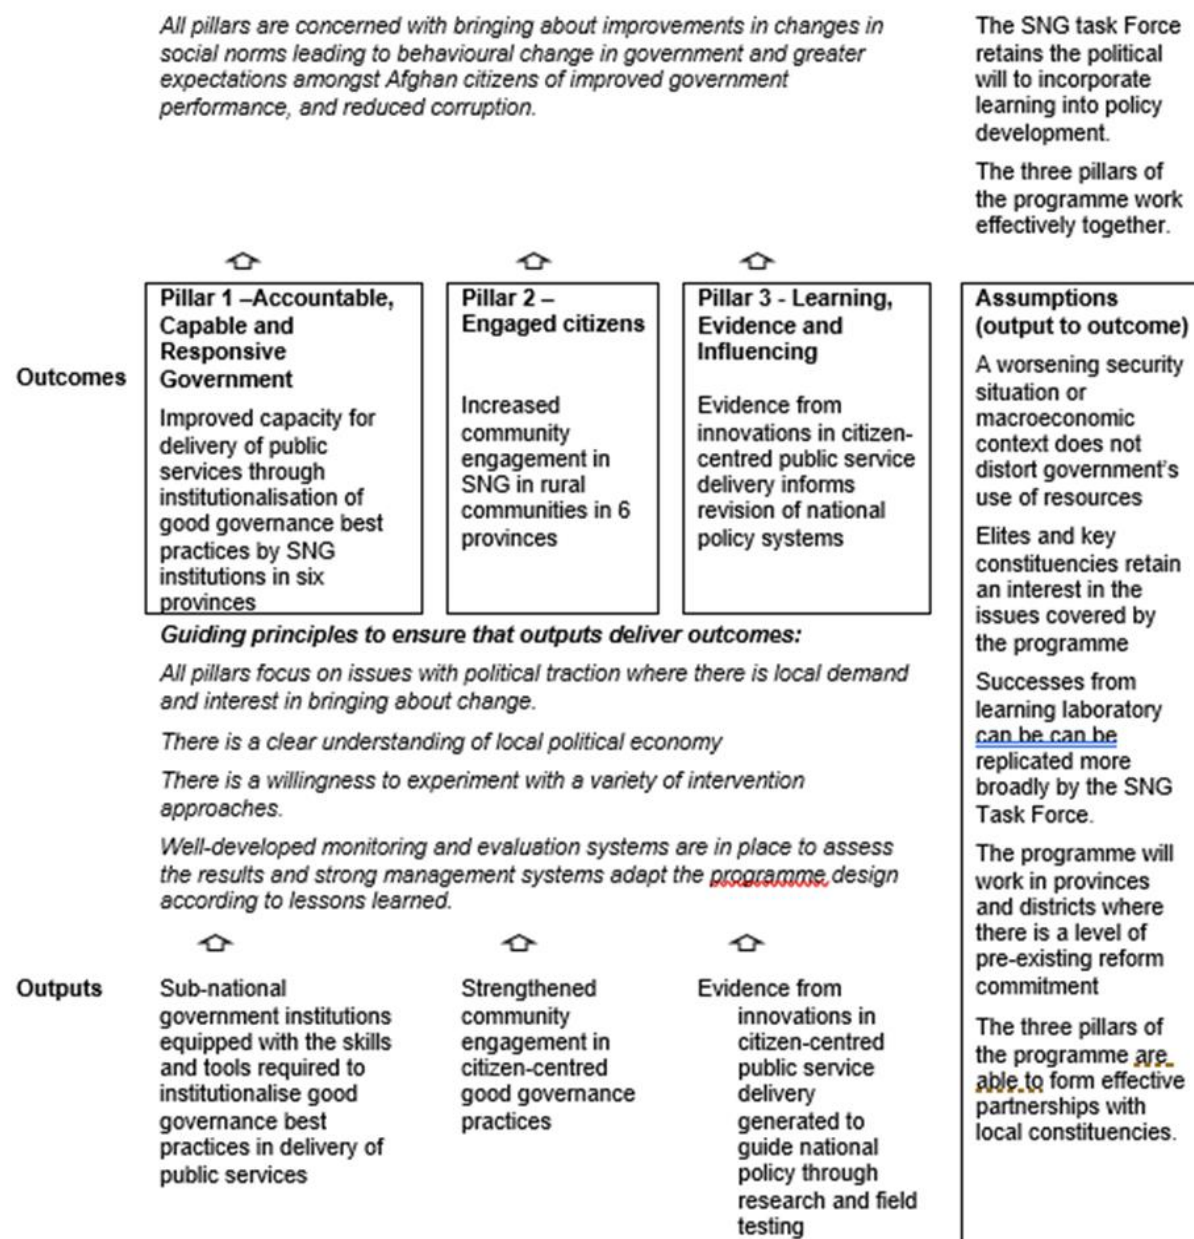 All pillars are concerned with bringing about improvements in changes in
social norms leading to behavioural change in government and greater
expectations amongst Afghan citizens of improved government
performance, and reduced corruption.
The SNG task Force
retains the political
will to incorporate
learning into policy
development.
The three pillars of
the programme work
effectively together.
Outcomes
Pillar 1 –Accountable,
Capable and
Responsive
Government
Improved capacity for
delivery of public
services through
institutionalisation of
good governance best
practices by SNG
institutions in six
provinces
Pillar 2 –
Engaged citizens
Increased
community
engagement in
SNG in rural
communities in 6
provinces
Pillar 3 - Learning,
Evidence and
Influencing
Evidence from
innovations in citizen-
centred public service
delivery informs
revision of national
policy systems
Guiding principles to ensure that outputs deliver outcomes:
All pillars focus on issues with political traction where there is local demand
and interest in bringing about change.
There is a clear understanding of local political economy
There is a willingness to experiment with a variety of intervention
approaches.
Well-developed monitoring and evaluation systems are in place to assess
the results and strong management systems adapt the programme design
according to lessons learned.
Outputs
Sub-national
government institutions
equipped with the skills
and tools required to
institutionalise good
governance best
practices in delivery of
public services
Strengthened
community
engagement in
citizen-centred
good governance
practices
Evidence from
innovations in
citizen-centred
public service
delivery
generated to
guide national
policy through
research and field
testing
Assumptions
(output to outcome)
A worsening security
situation or
macroeconomic
context does not
distort government's
use of resources
Elites and key
constituencies retain
an interest in the
issues covered by
the programme
Successes from
learning laboratory
can be can be
replicated more
broadly by the SNG
Task Force.
The programme will
work in provinces
and districts where
there is a level of
pre-existing reform
commitment
The three pillars of
the programme are
able to form effective
partnerships with
local constituencies.